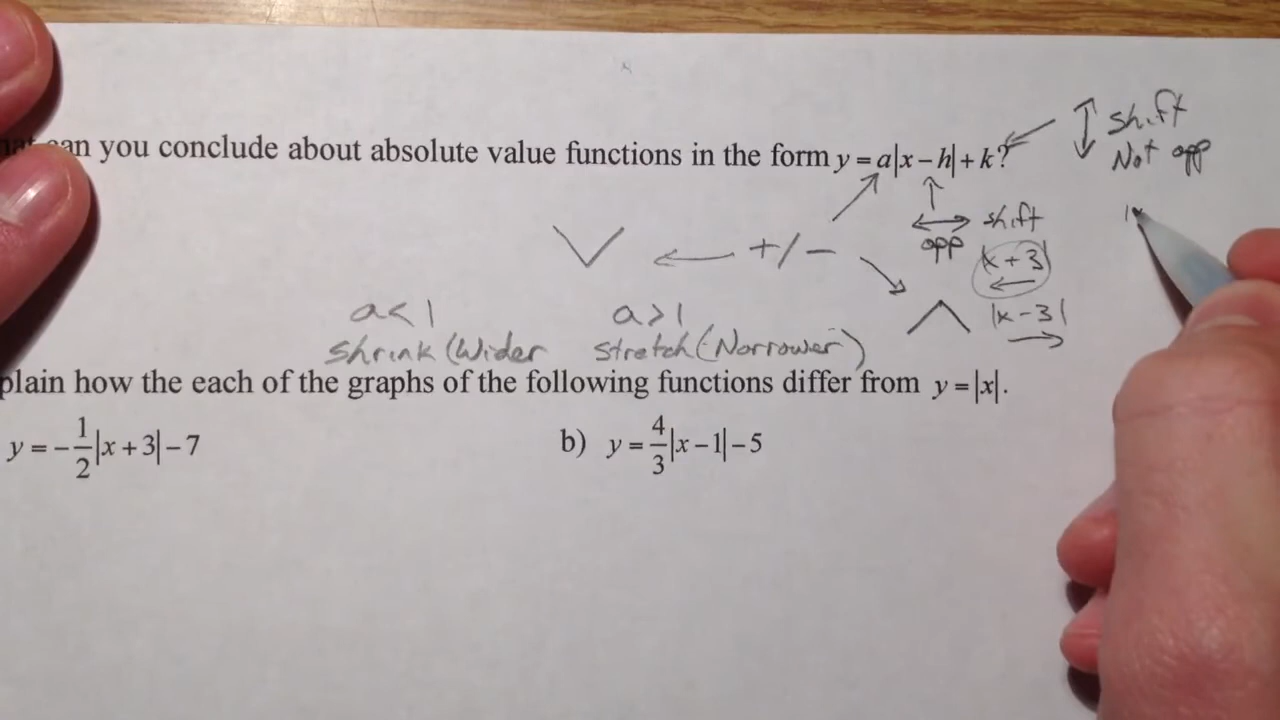 can you conclude about absolute value functions in the form y = a|x − h| + k?
shift
Not opp
shift
opp
+/−
|x + 3|
|x − 3|
a < 1
a > 1
shrink (Wider
stretch (Narrower)
plain how the each of the graphs of the following functions differ from y = |x|.
y = −1/2|x + 3| − 7
b) y = 4/3|x − 1| − 5